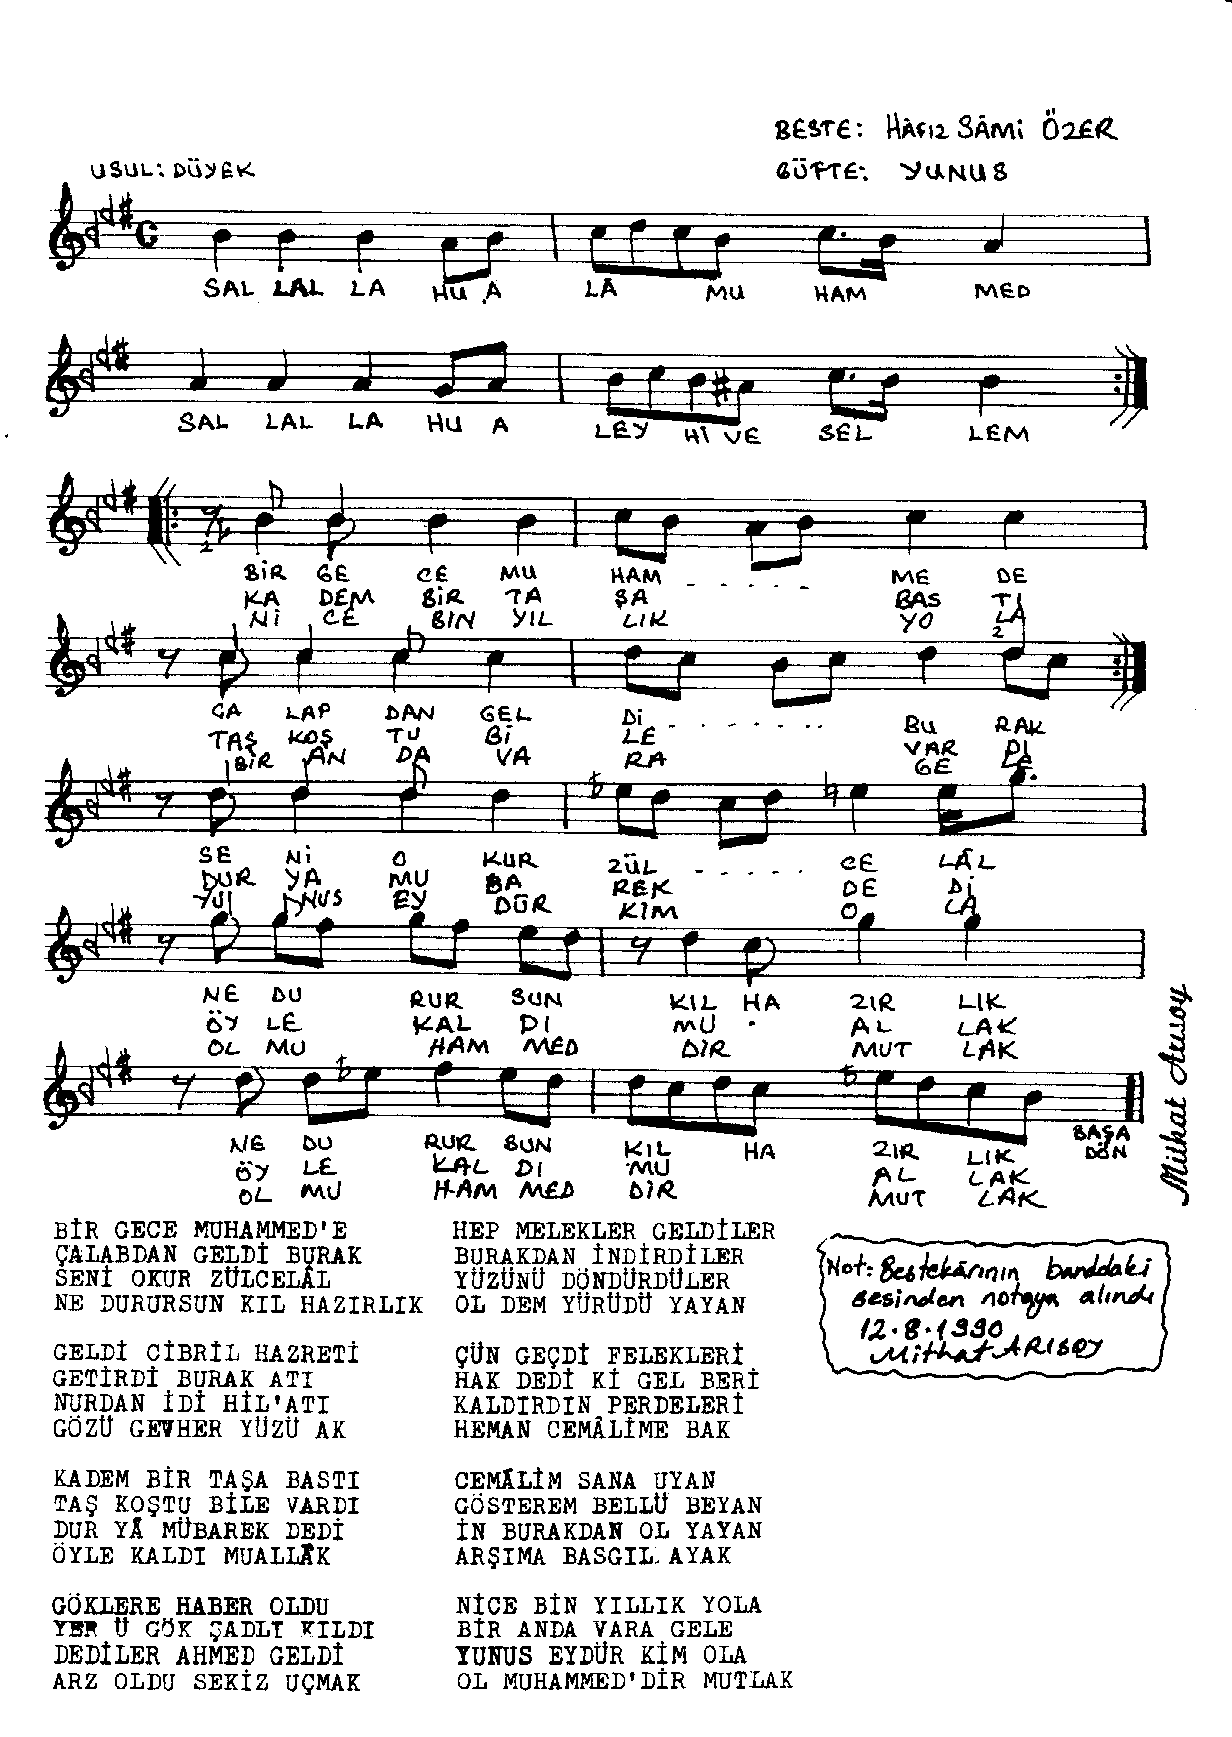 BESTE: HÂFIZ SÂMİ ÖZER
USUL: DÜYEK
GÜFTE: YUNUS
SAL LAL LA HU A LÂ MU HAM MED
SAL LAL LA HU A LEY Hİ VE SEL LEM
BİR GE CE MU HAM - - - - - - ME DE
KA DEM BİR TA ŞA BAS TI
Nİ CE BİN YIL LIK YO LA
ÇA LAP DAN GEL Dİ - - - - - - BU RAK
TAŞ KOŞ TU Bİ LE VAR DI
BİR AN DA VA RA GE LE
SE Nİ O KUR ZÜL - - - - - CE LÂL
DUR YA MU BA REK DE Dİ
YU NUS EY DÜR KİM O LA
NE DU RUR SUN KIL HA ZIR LIK
ÖY LE KAL DI MU . AL LAK
OL MU HAM MED DİR MUT LAK
NE DU RUR SUN KIL HA ZIR LIK
ÖY LE KAL DI MU AL LAK
OL MU HAM MED DİR MUT LAK
BAŞA
DÖN
Mithat Arısoy
BİR GECE MUHAMMED'E
ÇALABDAN GELDİ BURAK
SENİ OKUR ZÜLCELÂL
NE DURURSUN KIL HAZIRLIK
GELDİ CİBRİL HAZRETİ
GETİRDİ BURAK ATI
NURDAN İDİ HİL'ATI
GÖZÜ GEVHER YÜZÜ AK
KADEM BİR TAŞA BASTI
TAŞ KOŞTU BİLE VARDI
DUR YÂ MÜBAREK DEDİ
ÖYLE KALDI MUALLÂK
GÖKLERE HABER OLDU
YER Ü GÖK ŞADLI KILDI
DEDİLER AHMED GELDİ
ARZ OLDU SEKİZ UÇMAK
HEP MELEKLER GELDİLER
BURAKDAN İNDİRDİLER
YÜZÜNÜ DÖNDÜRDÜLER
OL DEM YÜRÜDÜ YAYAN
ÇÜN GEÇDİ FELEKLERİ
HAK DEDİ Kİ GEL BERİ
KALDIRDIN PERDELERİ
HEMAN CEMÂLİME BAK
CEMÂLİM SANA UYAN
GÖSTEREM BELLÜ BEYAN
İN BURAKDAN OL YAYAN
ARŞIMA BASGIL AYAK
NİCE BİN YILLIK YOLA
BİR ANDA VARA GELE
YUNUS EYDÜR KİM OLA
OL MUHAMMED'DİR MUTLAK
Not: Bestekârının banddaki
sesinden notaya alındı
12.8.1990
Mithat ARISOY